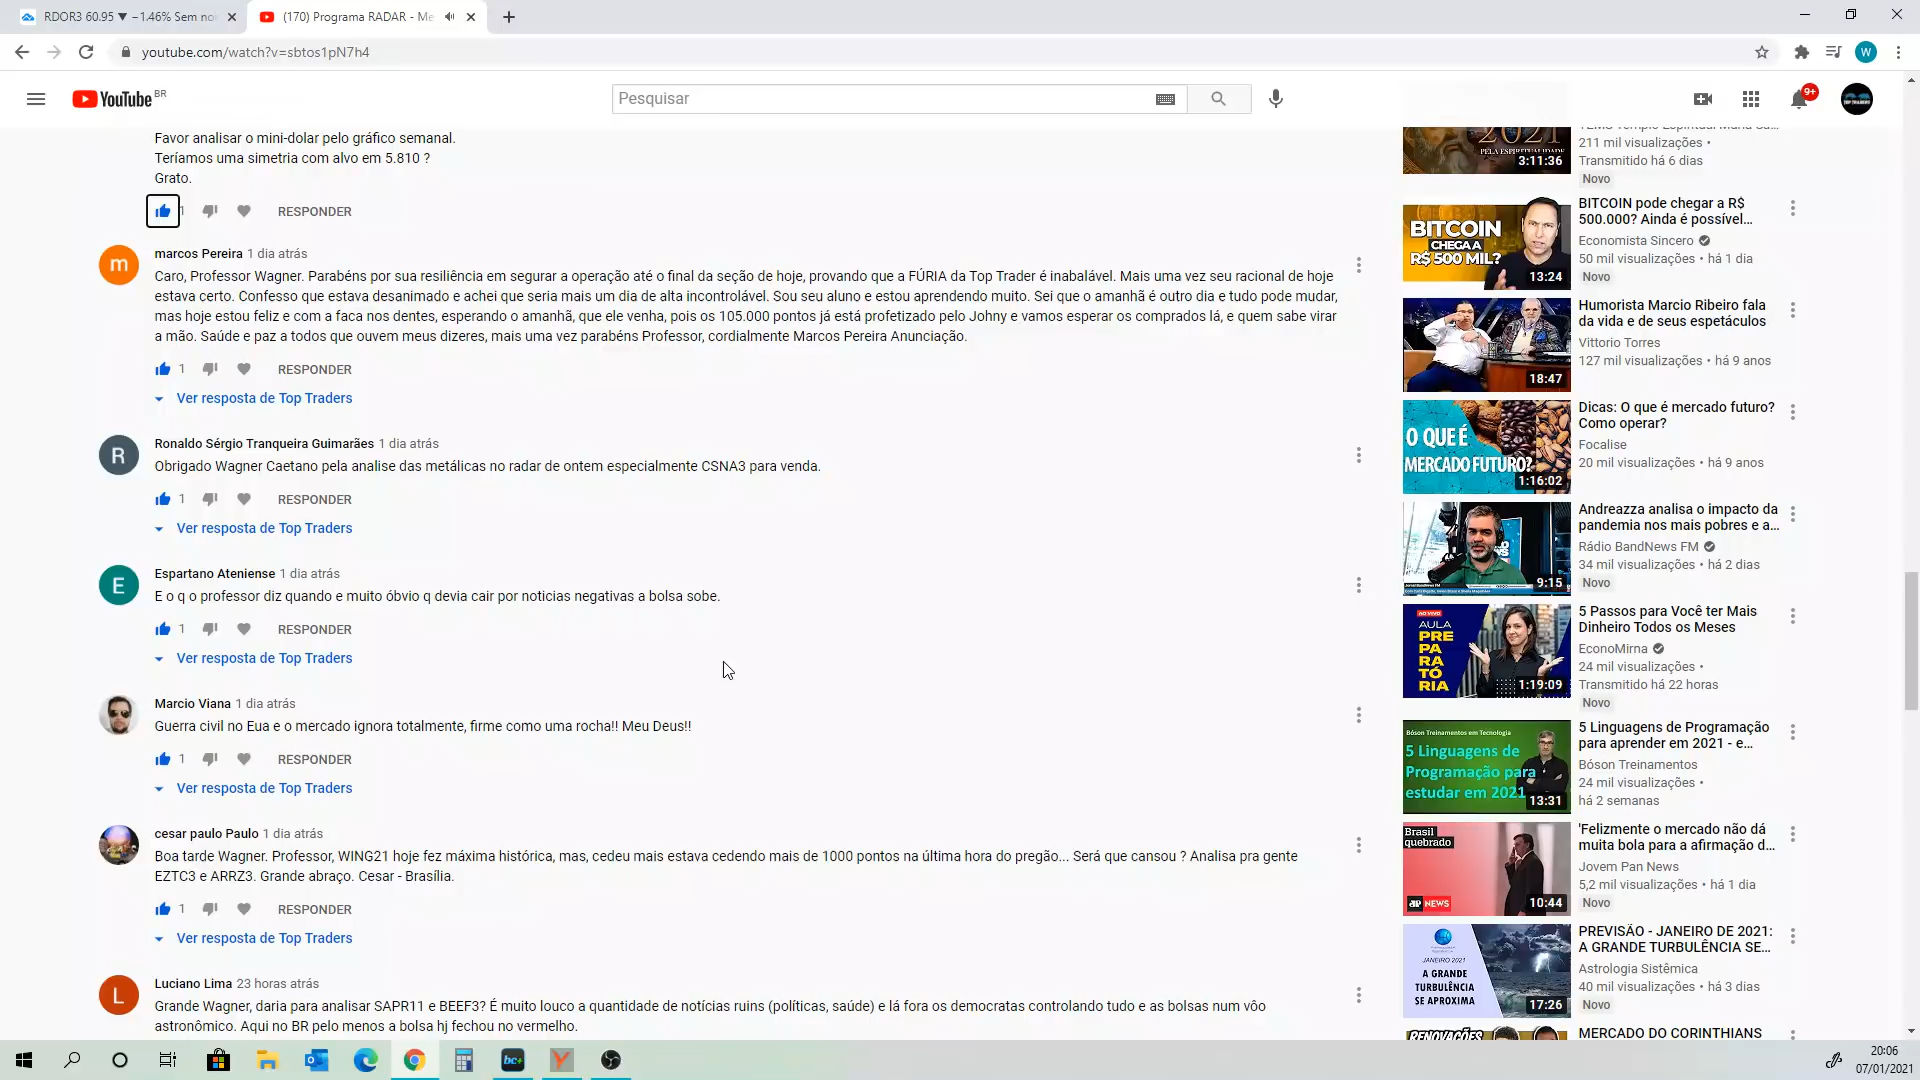 RDOR3 60.95 ▼ −1.46% Sem no
(170) Programa RADAR - Me
youtube.com/watch?v=sbtos1pN7h4
W
YouTube BR
Pesquisar
9+
TOP TRADERS
Favor analisar o mini-dolar pelo gráfico semanal.
Teríamos uma simetria com alvo em 5.810 ?
Grato.
1 RESPONDER
m
marcos Pereira 1 dia atrás
Caro, Professor Wagner. Parabéns por sua resiliência em segurar a operação até o final da seção de hoje, provando que a FÚRIA da Top Trader é inabalável. Mais uma vez seu racional de hoje
estava certo. Confesso que estava desanimado e achei que seria mais um dia de alta incontrolável. Sou seu aluno e estou aprendendo muito. Sei que o amanhã é outro dia e tudo pode mudar,
mas hoje estou feliz e com a faca nos dentes, esperando o amanhã, que ele venha, pois os 105.000 pontos já está profetizado pelo Johny e vamos esperar os comprados lá, e quem sabe virar
a mão. Saúde e paz a todos que ouvem meus dizeres, mais uma vez parabéns Professor, cordialmente Marcos Pereira Anunciação.
1 RESPONDER
Ver resposta de Top Traders
R
Ronaldo Sérgio Tranqueira Guimarães 1 dia atrás
Obrigado Wagner Caetano pela analise das metálicas no radar de ontem especialmente CSNA3 para venda.
1 RESPONDER
Ver resposta de Top Traders
E
Espartano Ateniense 1 dia atrás
E o q o professor diz quando e muito óbvio q devia cair por noticias negativas a bolsa sobe.
1 RESPONDER
Ver resposta de Top Traders
Marcio Viana 1 dia atrás
Guerra civil no Eua e o mercado ignora totalmente, firme como uma rocha!! Meu Deus!!
1 RESPONDER
Ver resposta de Top Traders
cesar paulo Paulo 1 dia atrás
Boa tarde Wagner. Professor, WING21 hoje fez máxima histórica, mas, cedeu mais estava cedendo mais de 1000 pontos na última hora do pregão... Será que cansou ? Analisa pra gente
EZTC3 e ARRZ3. Grande abraço. Cesar - Brasília.
1 RESPONDER
Ver resposta de Top Traders
L
Luciano Lima 23 horas atrás
Grande Wagner, daria para analisar SAPR11 e BEEF3? É muito louco a quantidade de notícias ruins (políticas, saúde) e lá fora os democratas controlando tudo e as bolsas num vôo
astronômico. Aqui no BR pelo menos a bolsa hj fechou no vermelho.
2021
PELA ESPIRITUALIDADE
3:11:36
211 mil visualizações •
Transmitido há 6 dias
Novo
BITCOIN
CHEGA A
R$ 500 MIL?
13:24
BITCOIN pode chegar a R$
500.000? Ainda é possível...
Economista Sincero
50 mil visualizações • há 1 dia
Novo
18:47
Humorista Marcio Ribeiro fala
da vida e de seus espetáculos
Vittorio Torres
127 mil visualizações • há 9 anos
O QUE É
MERCADO FUTURO?
1:16:02
Dicas: O que é mercado futuro?
Como operar?
Focalise
20 mil visualizações • há 9 anos
9:15
Andreazza analisa o impacto da
pandemia nos mais pobres e a...
Rádio BandNews FM
34 mil visualizações • há 2 dias
Novo
AO VIVO
AULA
PRE
PA RA
TÓ
RIA
1:19:09
5 Passos para Você ter Mais
Dinheiro Todos os Meses
EconoMirna
24 mil visualizações •
Transmitido há 22 horas
Novo
Bóson Treinamentos em Tecnologia
5 Linguagens de
Programação para
estudar em 2021
13:31
5 Linguagens de Programação
para aprender em 2021 - e...
Bóson Treinamentos
24 mil visualizações •
há 2 semanas
Brasil
quebrado
JP NEWS
10:44
'Felizmente o mercado não dá
muita bola para a afirmação d...
Jovem Pan News
5,2 mil visualizações • há 1 dia
Novo
JANEIRO 2021
A GRANDE
TURBULÊNCIA
SE APROXIMA
17:26
PREVISÃO - JANEIRO DE 2021:
A GRANDE TURBULÊNCIA SE...
Astrologia Sistêmica
40 mil visualizações • há 3 dias
Novo
RENOVAÇÕES
MERCADO DO CORINTHIANS
bc+
20:06
07/01/2021